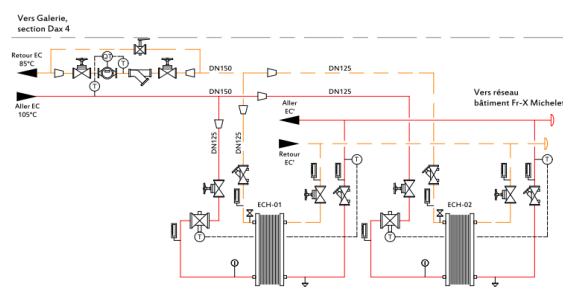 Vers Galerie,
section Dax 4
Retour EC
85°C
QT
T
T
T
DN150
DN125
Aller EC
105°C
DN150
DN125
Vers réseau
bâtiment Fr-X Michelet
Aller
EC'
DN125
DN125
Retour
EC'
T
T
ECH-01
ECH-02
T
T